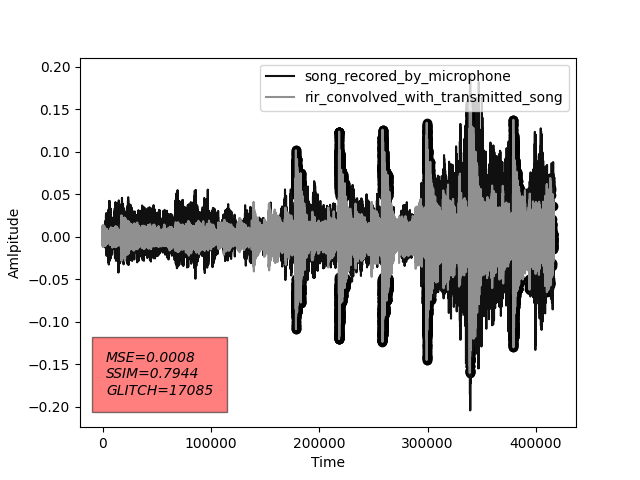 song_recored_by_microphone
rir_convolved_with_transmitted_song
0.20
0.15
0.10
0.05
0.00
−0.05
−0.10
−0.15
−0.20
Amlpitude
MSE=0.0008
SSIM=0.7944
GLITCH=17085
0 100000 200000 300000 400000
Time